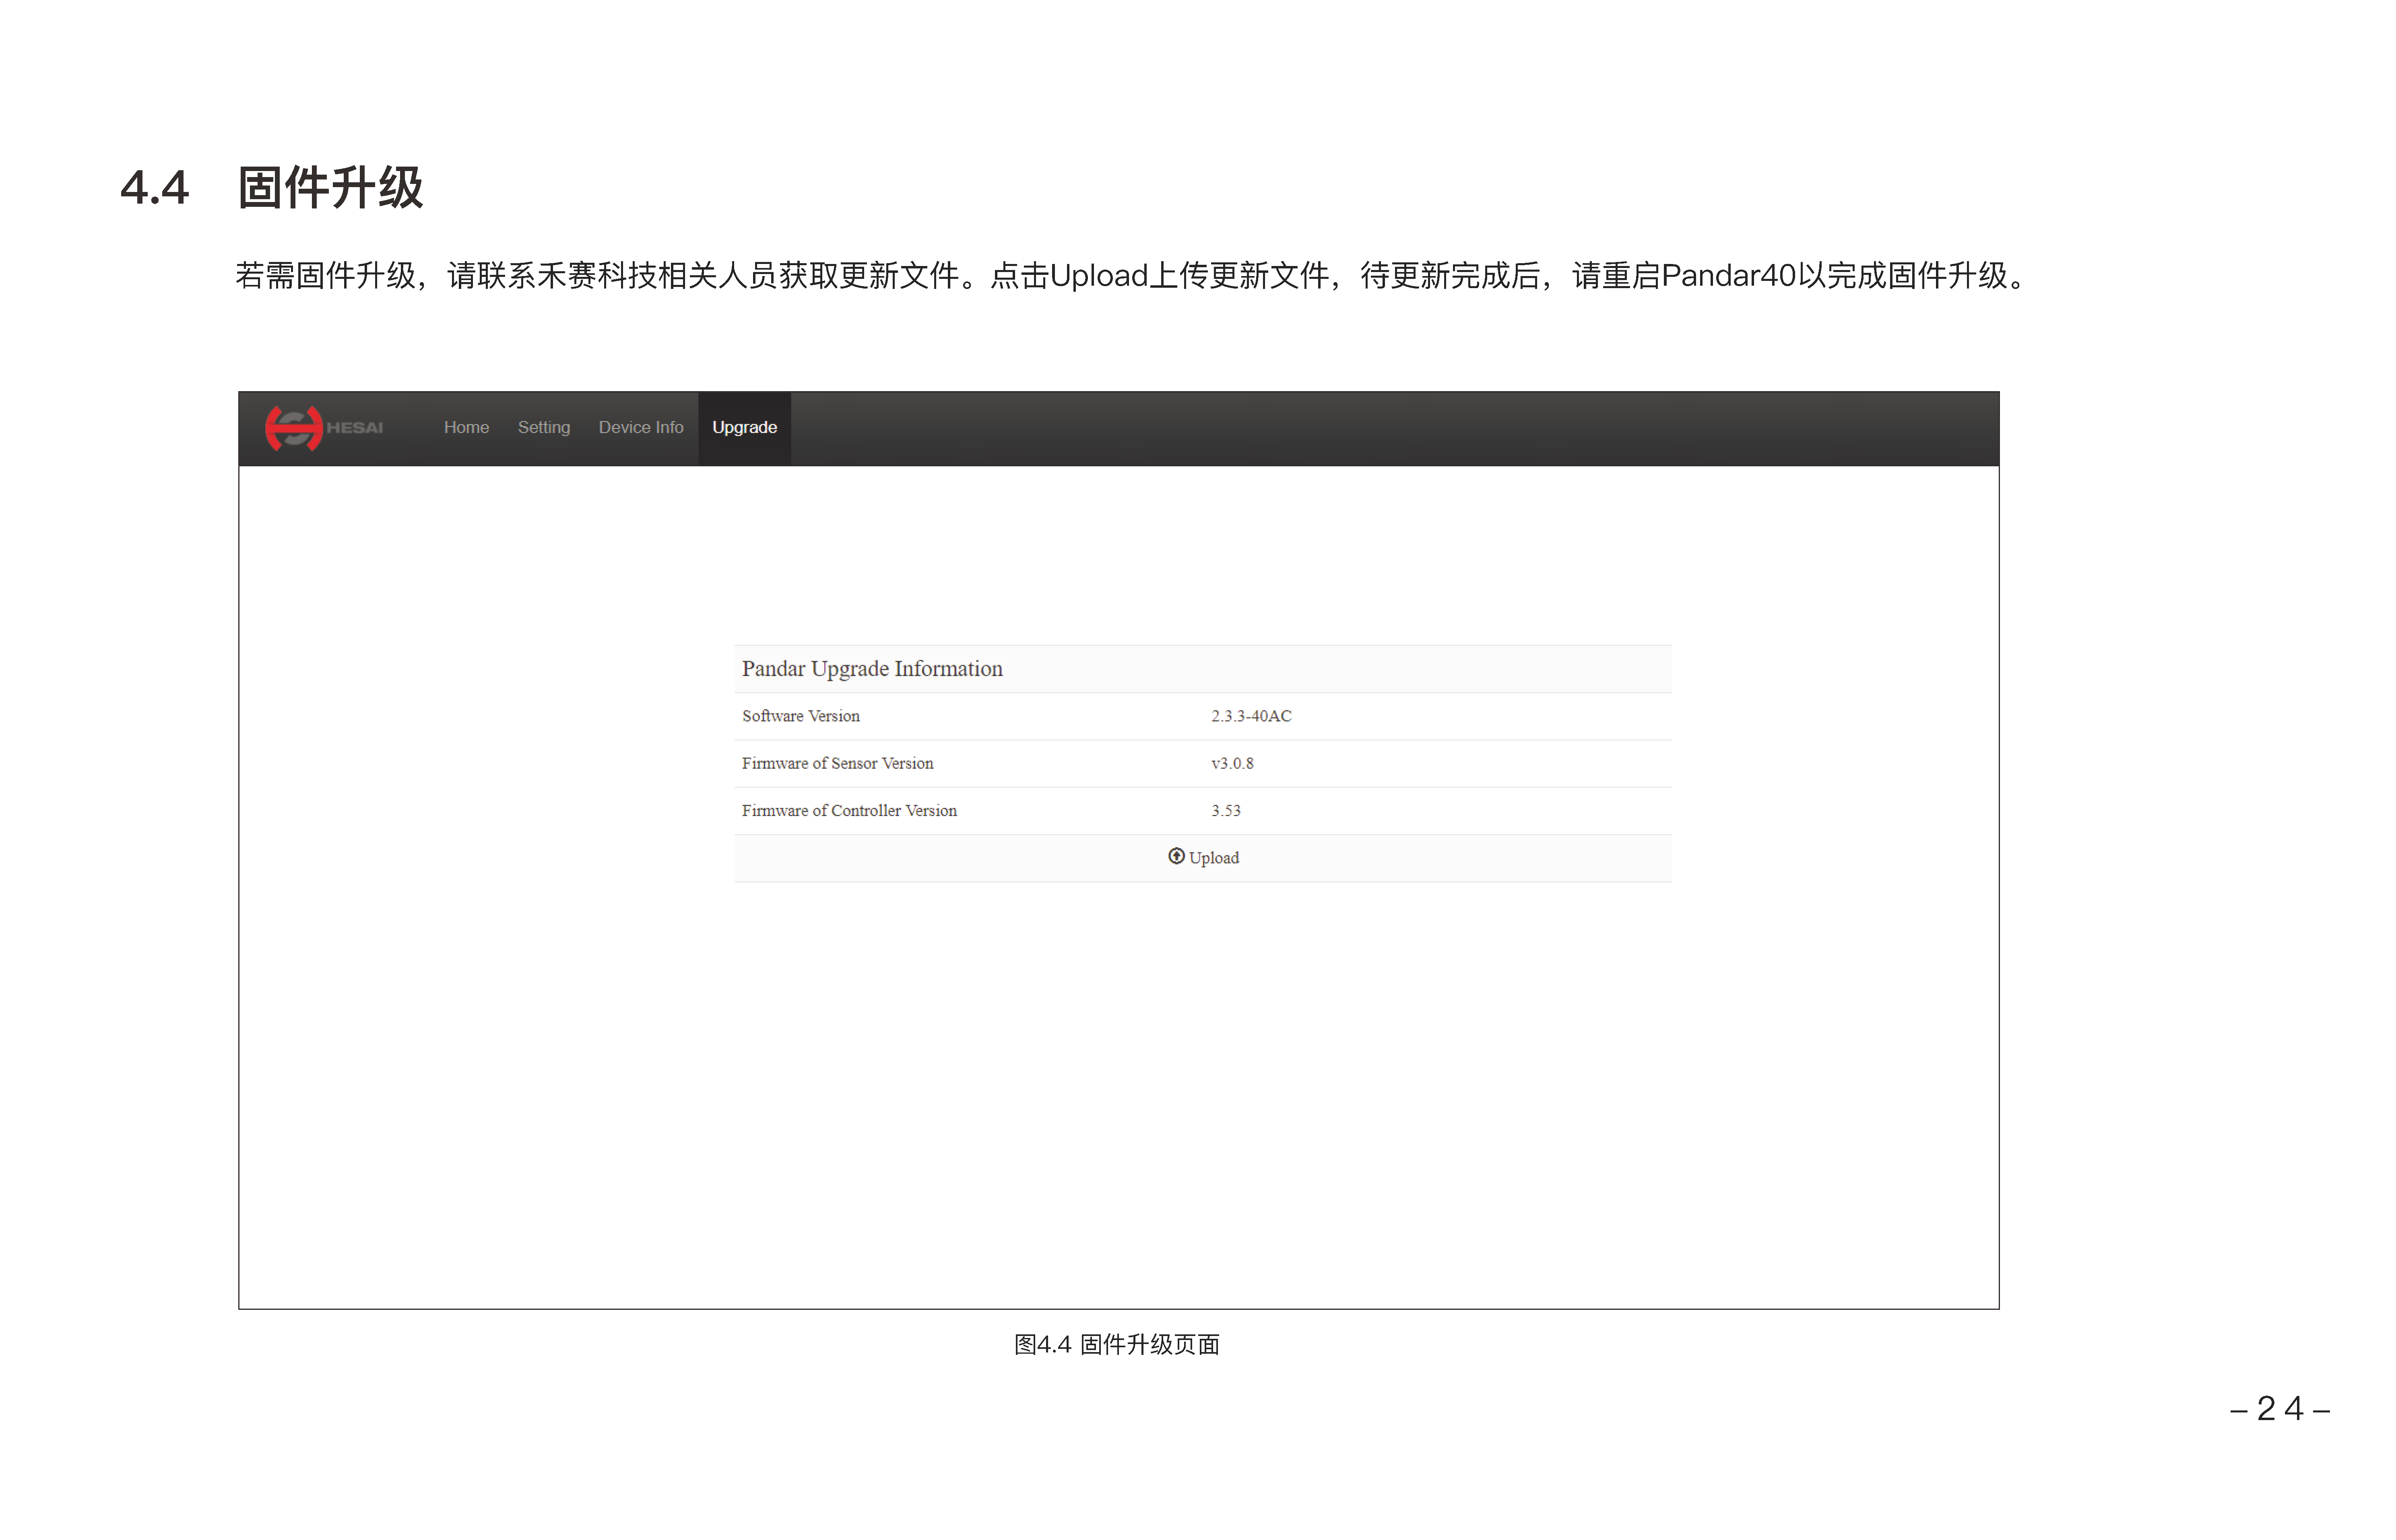 4.4 固件升级
若需固件升级，请联系禾赛科技相关人员获取更新文件。点击Upload上传更新文件，待更新完成后，请重启Pandar40以完成固件升级。
HESAI Home Setting Device Info Upgrade
Pandar Upgrade Information
Software Version 2.3.3-40AC
Firmware of Sensor Version v3.0.8
Firmware of Controller Version 3.53
Upload
图4.4 固件升级页面
–24–